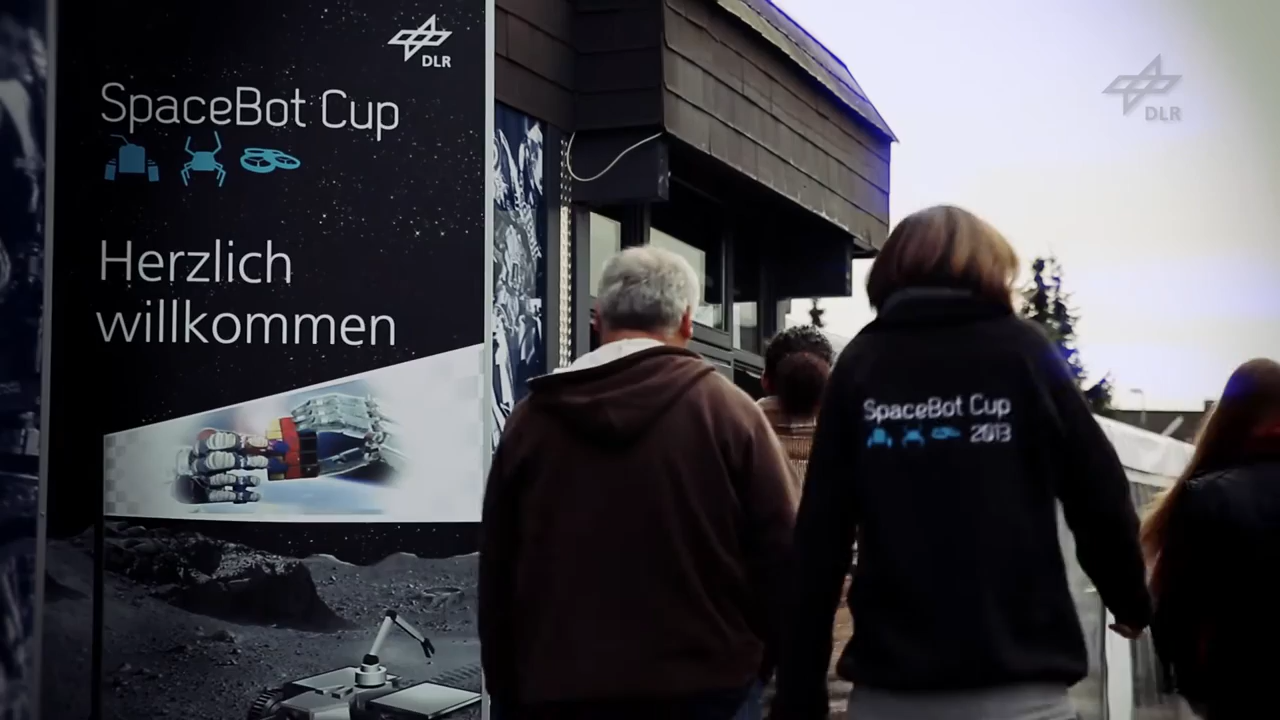 DLR
SpaceBot Cup
Herzlich
willkommen
DLR
SpaceBot Cup
2013